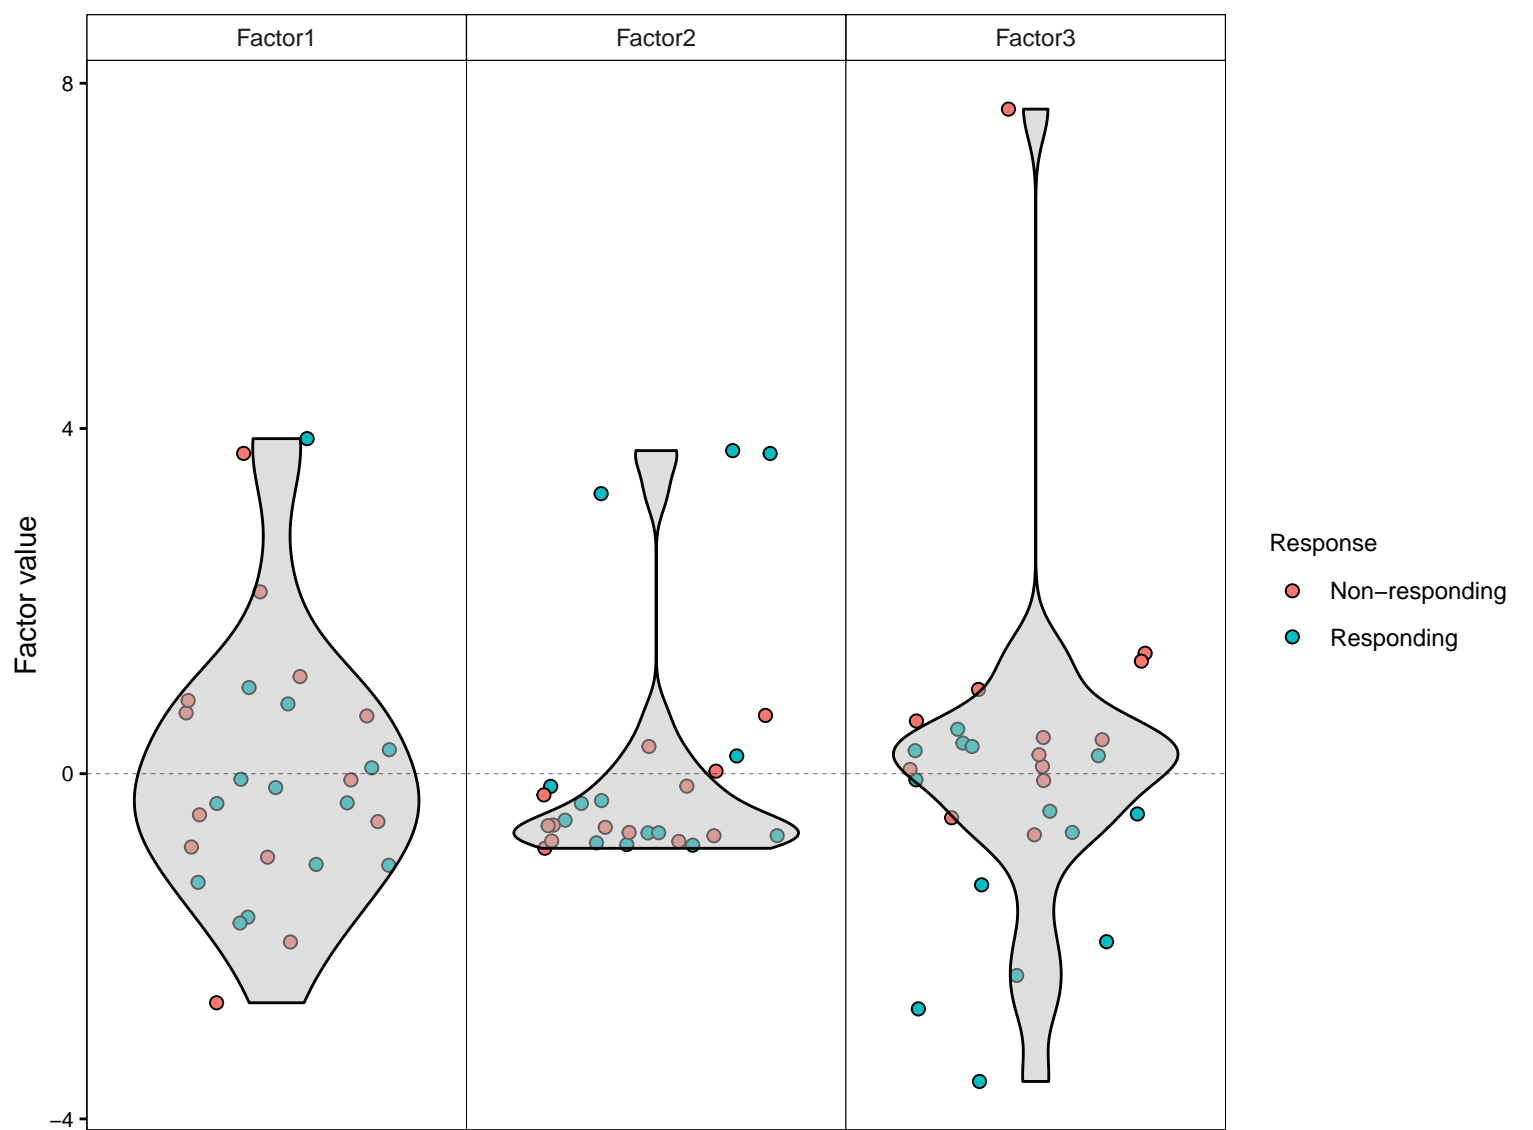 Factor1 Factor2 Factor3
8
4
0
−4
Factor value
Response
Non−responding
Responding